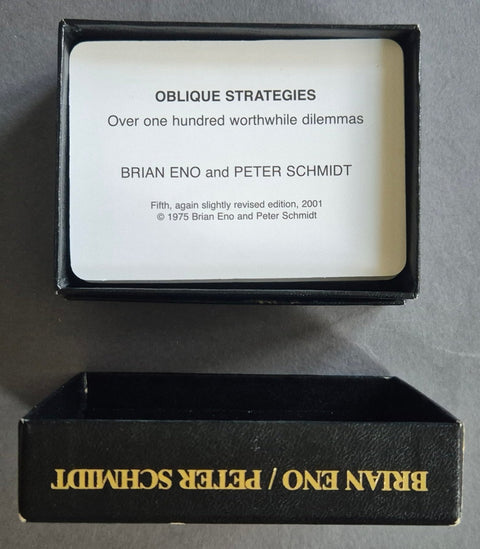 OBLIQUE STRATEGIES
Over one hundred worthwhile dilemmas
BRIAN ENO and PETER SCHMIDT
Fifth, again slightly revised edition, 2001
© 1975 Brian Eno and Peter Schmidt
BRIAN ENO / PETER SCHMIDT